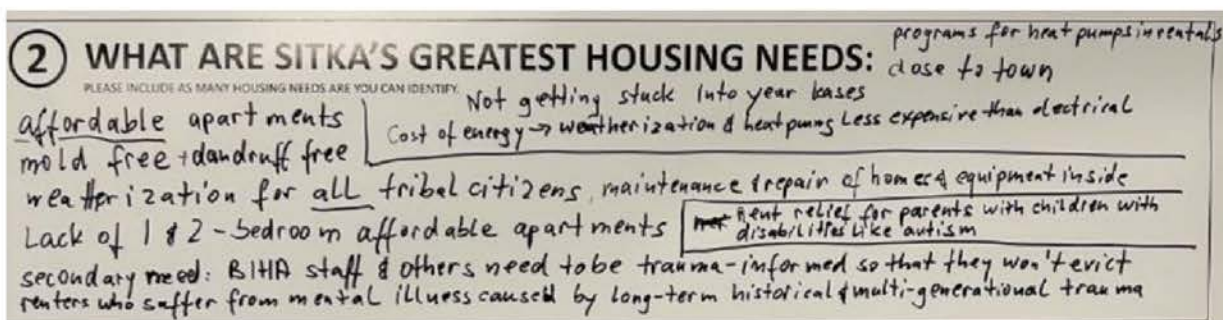 2 WHAT ARE SITKA'S GREATEST HOUSING NEEDS:
PLEASE INCLUDE AS MANY HOUSING NEEDS ARE YOU CAN IDENTIFY.
programs for heat pumps in rentals
close to town
Not getting stuck into year leases
Cost of energy → weatherization & heat pump Less expensive than electrical
affordable apartments
mold free + dandruff free
weatherization for all tribal citizens, maintenance & repair of homes & equipment inside
Lack of 1 & 2-bedroom affordable apartments
Rent relief for parents with children with
disabilities like autism
secondary need: BIHA staff & others need to be trauma-informed so that they won't evict
renters who suffer from mental illness caused by long-term historical & multi-generational trauma